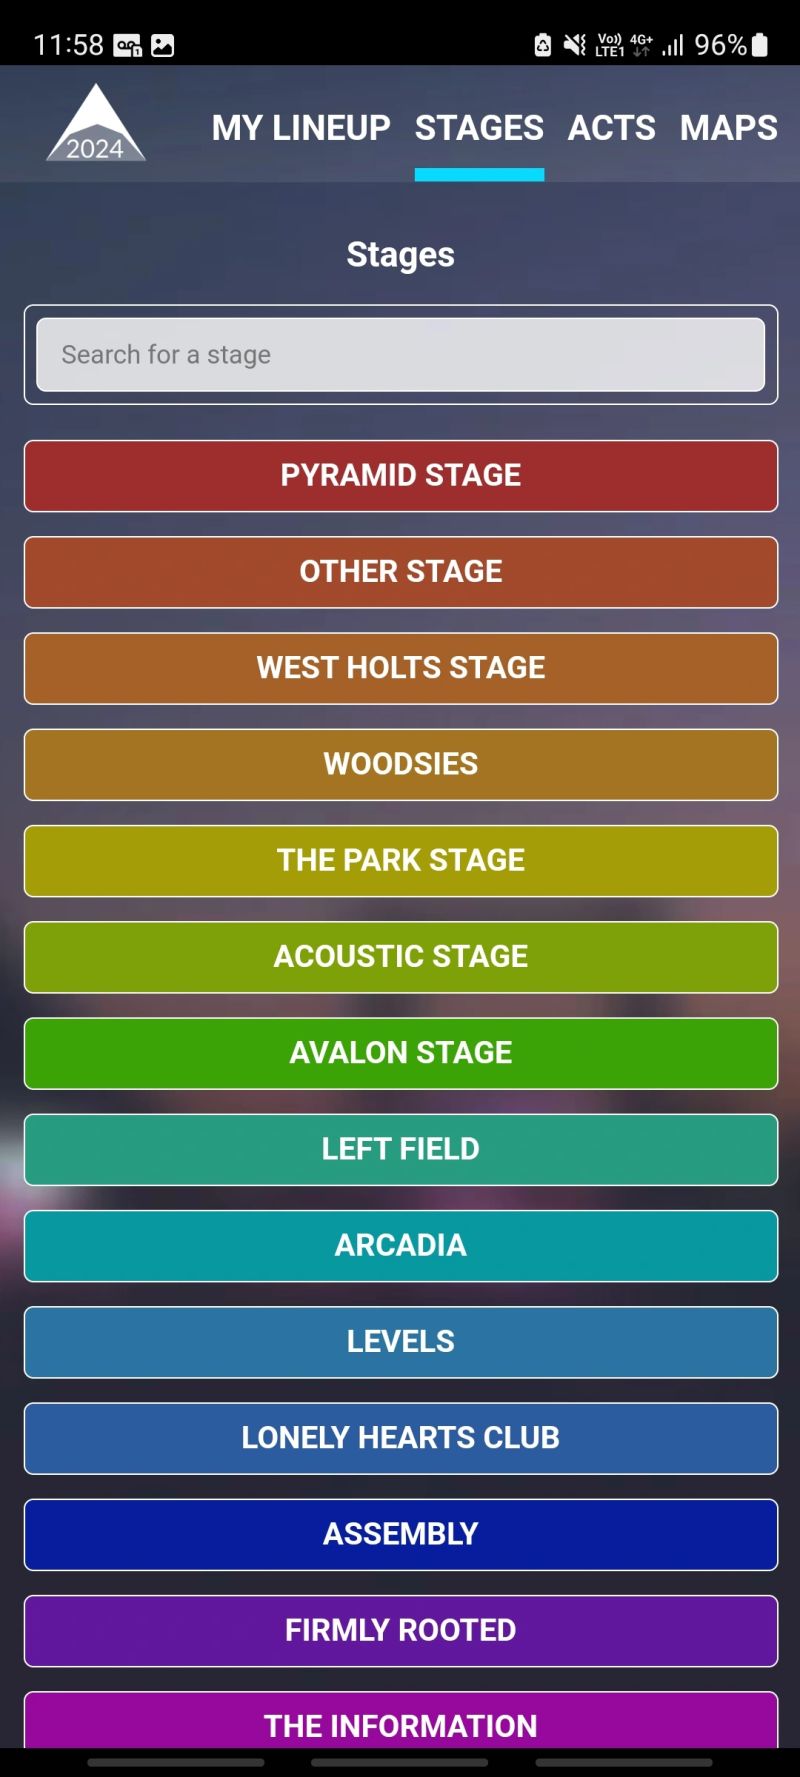 11:58
Vo)) 4G+ 96%
LTE1
2024
MY LINEUP STAGES ACTS MAPS
Stages
Search for a stage
PYRAMID STAGE
OTHER STAGE
WEST HOLTS STAGE
WOODSIES
THE PARK STAGE
ACOUSTIC STAGE
AVALON STAGE
LEFT FIELD
ARCADIA
LEVELS
LONELY HEARTS CLUB
ASSEMBLY
FIRMLY ROOTED
THE INFORMATION